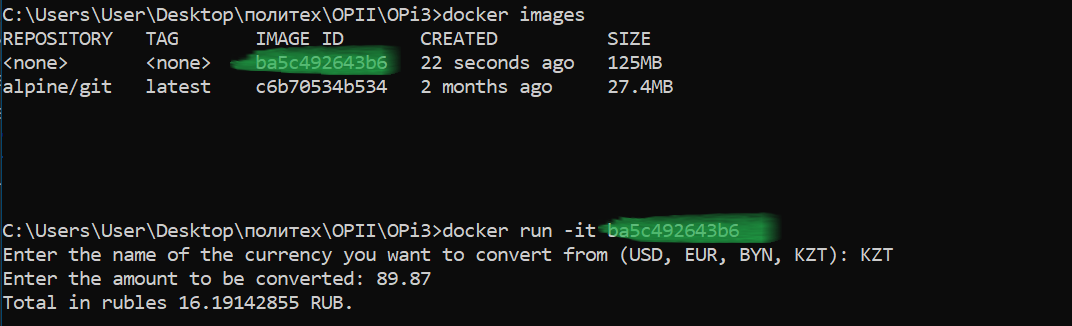 C:\Users\User\Desktop\политех\OPII\OPi3>docker images
REPOSITORY TAG IMAGE ID CREATED SIZE
<none> <none> ba5c492643b6 22 seconds ago 125MB
alpine/git latest c6b70534b534 2 months ago 27.4MB
C:\Users\User\Desktop\политех\OPII\OPi3>docker run -it ba5c492643b6
Enter the name of the currency you want to convert from (USD, EUR, BYN, KZT): KZT
Enter the amount to be converted: 89.87
Total in rubles 16.19142855 RUB.